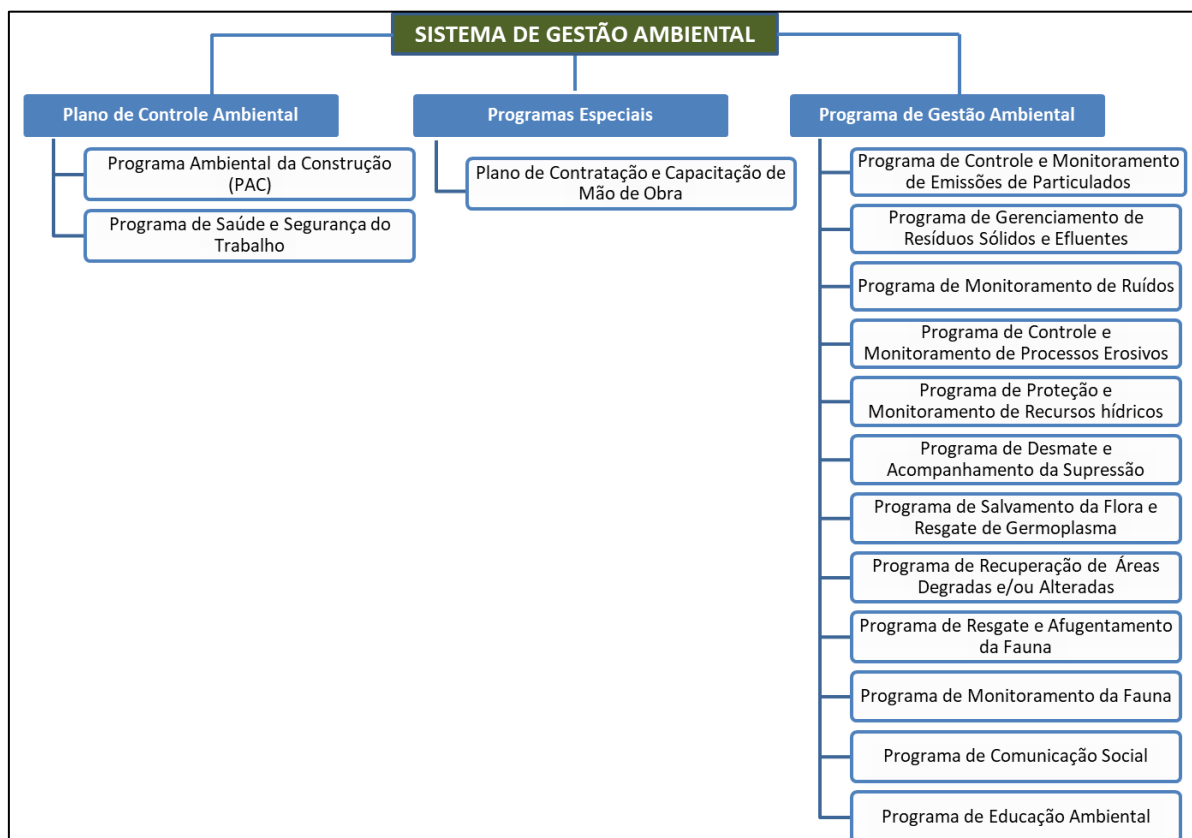 SISTEMA DE GESTÃO AMBIENTAL
Plano de Controle Ambiental
Programa Ambiental da Construção
(PAC)
Programa de Saúde e Segurança do
Trabalho
Programas Especiais
Plano de Contratação e Capacitação de
Mão de Obra
Programa de Gestão Ambiental
Programa de Controle e Monitoramento
de Emissões de Particulados
Programa de Gerenciamento de
Resíduos Sólidos e Efluentes
Programa de Monitoramento de Ruídos
Programa de Controle e
Monitoramento de Processos Erosivos
Programa de Proteção e
Monitoramento de Recursos hídricos
Programa de Desmate e
Acompanhamento da Supressão
Programa de Salvamento da Flora e
Resgate de Germoplasma
Programa de Recuperação de Áreas
Degradas e/ou Alteradas
Programa de Resgate e Afugentamento
da Fauna
Programa de Monitoramento da Fauna
Programa de Comunicação Social
Programa de Educação Ambiental